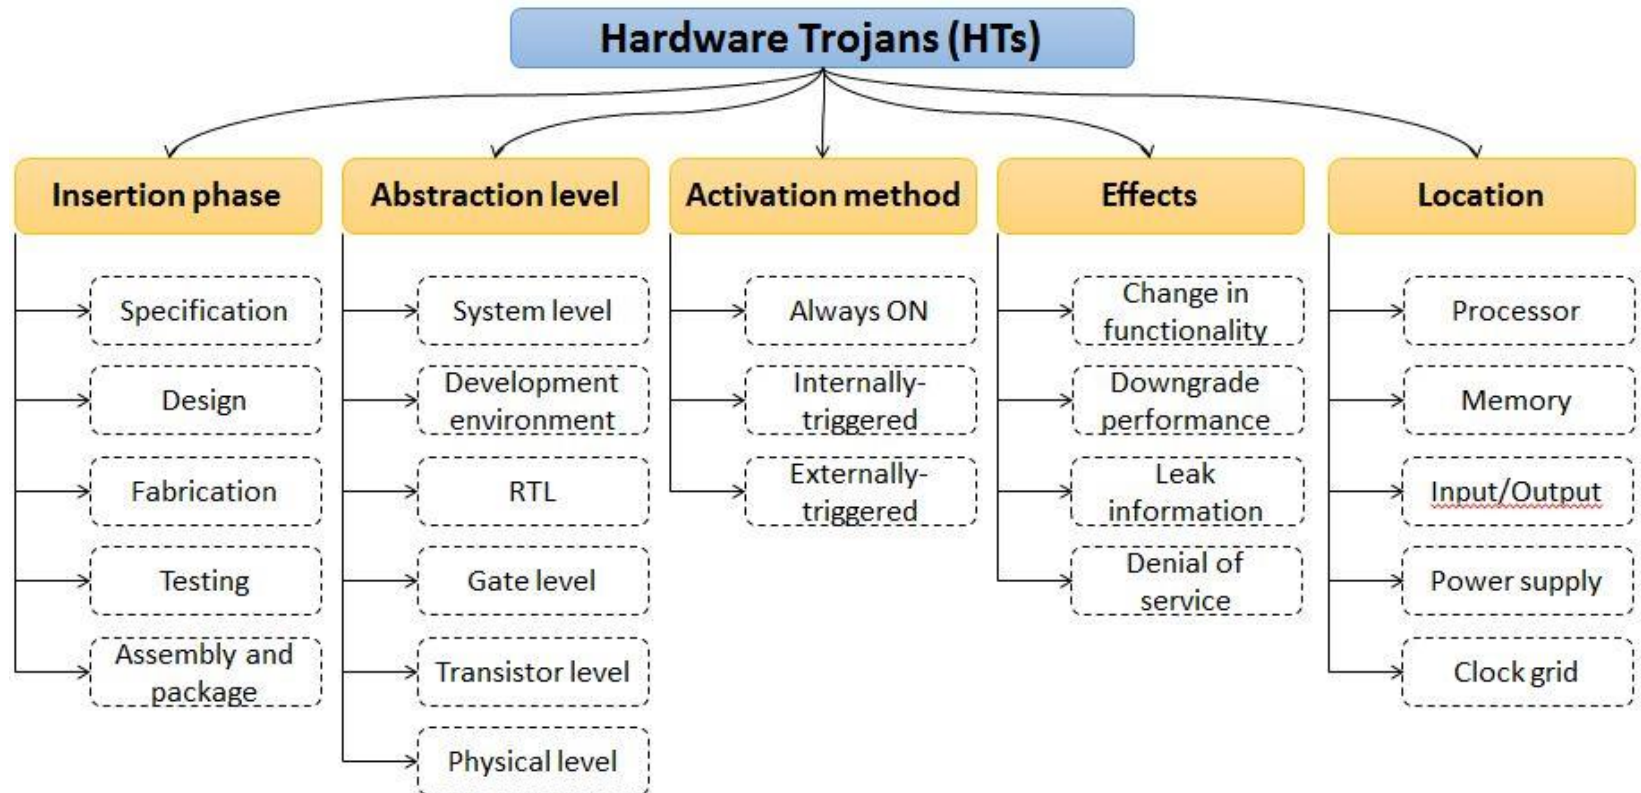 Hardware Trojans (HTs)
Insertion phase
Specification
Design
Fabrication
Testing
Assembly and
package
Abstraction level
System level
Development
environment
RTL
Gate level
Transistor level
Physical level
Activation method
Always ON
Internally-
triggered
Externally-
triggered
Effects
Change in
functionality
Downgrade
performance
Leak
information
Denial of
service
Location
Processor
Memory
Input/Output
Power supply
Clock grid